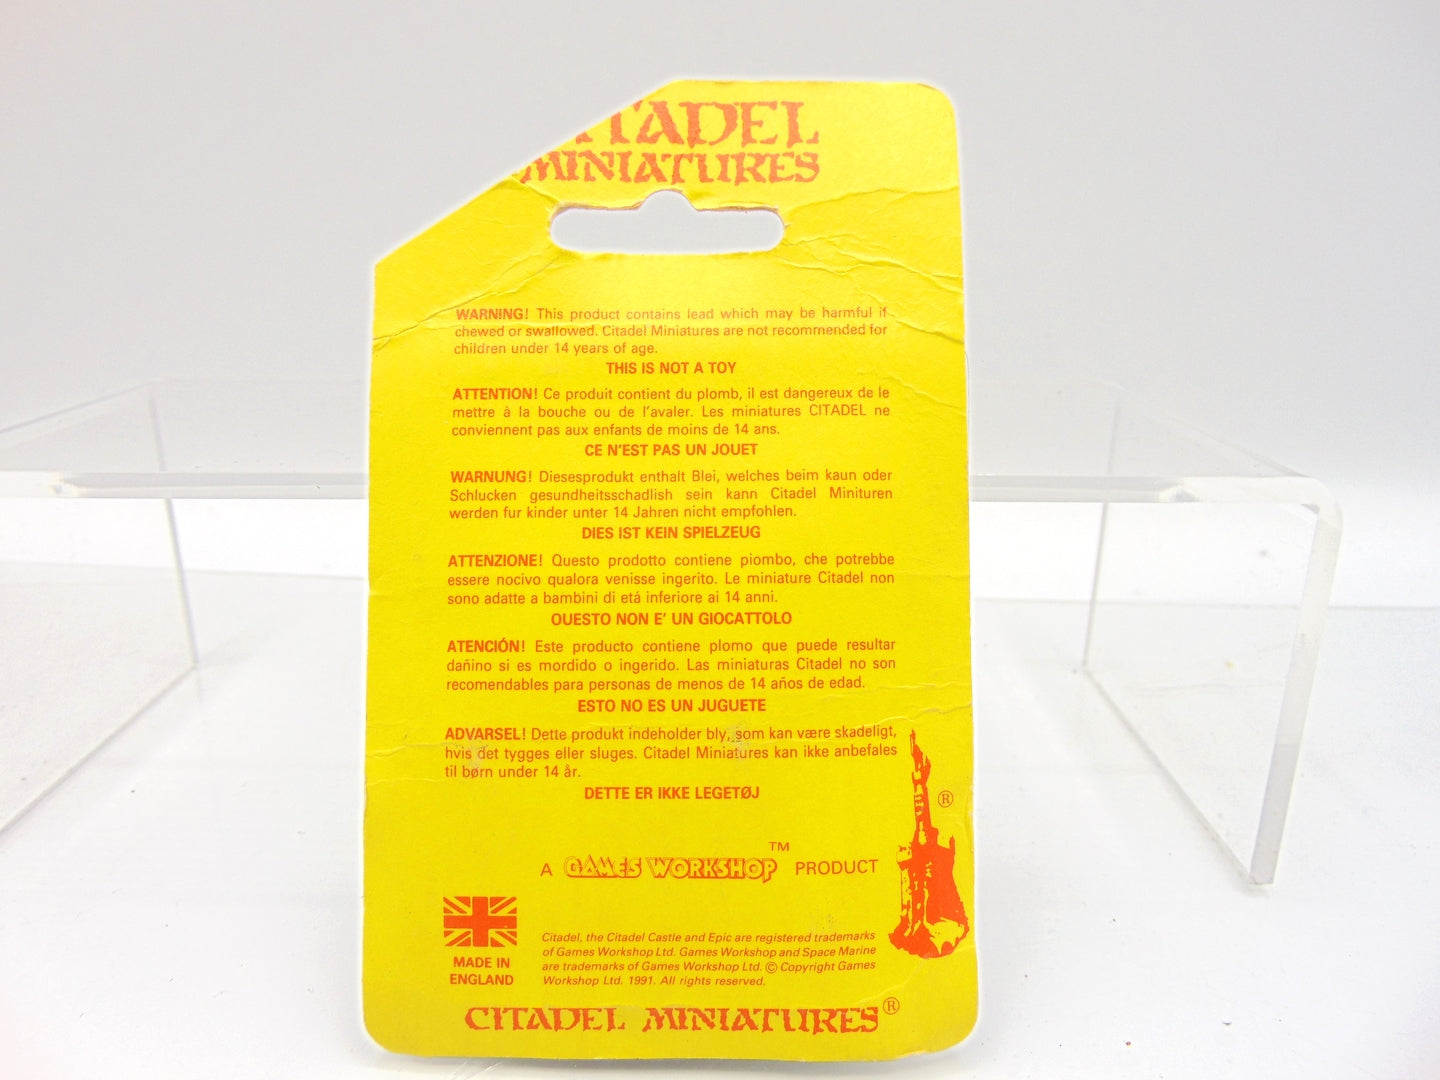 CITADEL
MINIATURES
WARNING! This product contains lead which may be harmful if
chewed or swallowed. Citadel Miniatures are not recommended for
children under 14 years of age.
THIS IS NOT A TOY
ATTENTION! Ce produit contient du plomb, il est dangereux de le
mettre à la bouche ou de l'avaler. Les miniatures CITADEL ne
conviennent pas aux enfants de moins de 14 ans.
CE N'EST PAS UN JOUET
WARNUNG! Diesesprodukt enthalt Blei, welches beim kaun oder
Schlucken gesundheitsschadlish sein kann Citadel Minituren
werden fur kinder unter 14 Jahren nicht empfohlen.
DIES IST KEIN SPIELZEUG
ATTENZIONE! Questo prodotto contiene piombo, che potrebbe
essere nocivo qualora venisse ingerito. Le miniature Citadel non
sono adatte a bambini di etá inferiore ai 14 anni.
OUESTO NON E' UN GIOCATTOLO
ATENCIÓN! Este producto contiene plomo que puede resultar
dañino si es mordido o ingerido. Las miniaturas Citadel no son
recomendables para personas de menos de 14 años de edad.
ESTO NO ES UN JUGUETE
ADVARSEL! Dette produkt indeholder bly, som kan være skadeligt,
hvis det tygges eller sluges. Citadel Miniatures kan ikke anbefales
til børn under 14 år.
DETTE ER IKKE LEGETØJ
®
A GAMES WORKSHOP™ PRODUCT
MADE IN
ENGLAND
Citadel, the Citadel Castle and Epic are registered trademarks
of Games Workshop Ltd. Games Workshop and Space Marine
are trademarks of Games Workshop Ltd. © Copyright Games
Workshop Ltd. 1991. All rights reserved.
CITADEL MINIATURES®